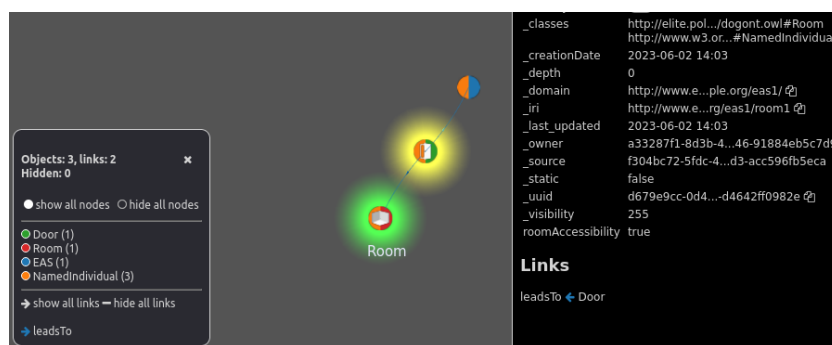 Objects: 3, links: 2
Hidden: 0
show all nodes hide all nodes
Door (1)
Room (1)
EAS (1)
NamedIndividual (3)
show all links hide all links
leadsTo
Room
_classes http://elite.pol.../dogont.owl#Room
http://www.w3.or...#NamedIndividua
_creationDate 2023-06-02 14:03
_depth 0
_domain http://www.e...ple.org/eas1/
_iri http://www.e...rg/eas1/room1
_last_updated 2023-06-02 14:03
_owner a33287f1-8d3b-4...46-91884eb5c7d9
_source f304bc72-5fdc-4...d3-acc596fb5eca
_static false
_uuid d679e9cc-0d4...-d4642ff0982e
_visibility 255
roomAccessibility true
Links
leadsTo Door